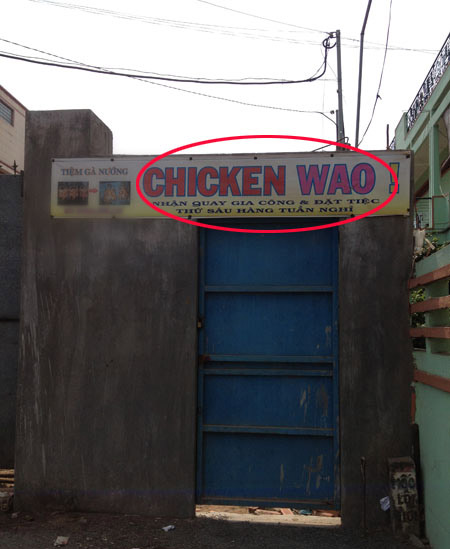 TIỆM GÀ NƯỚNG
CHICKEN WAO !
NHẬN QUAY GIA CÔNG & ĐẶT TIỆC
THỨ SÁU HÀNG TUẦN NGHỈ